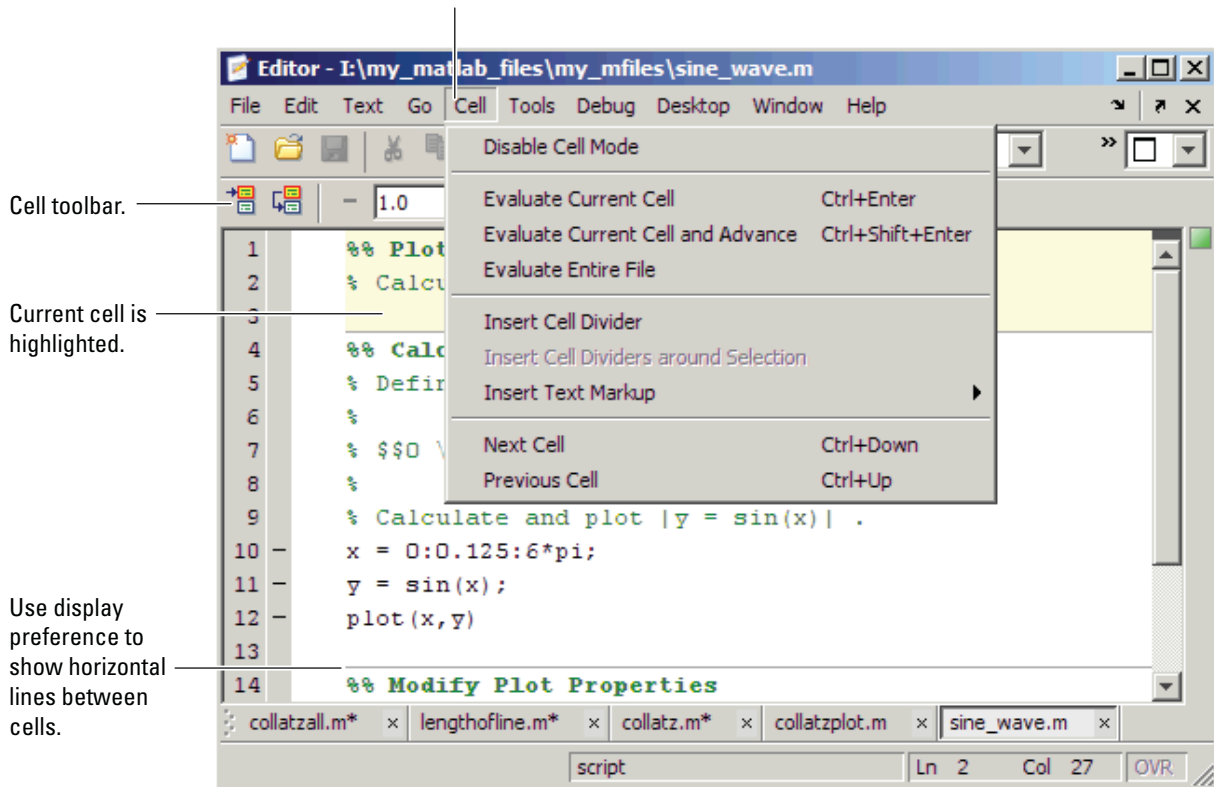 Editor - I:\my_matlab_files\my_mfiles\sine_wave.m
File Edit Text Go Cell Tools Debug Desktop Window Help
Disable Cell Mode
Evaluate Current Cell Ctrl+Enter
Evaluate Current Cell and Advance Ctrl+Shift+Enter
Evaluate Entire File
Insert Cell Divider
Insert Cell Dividers around Selection
Insert Text Markup
Next Cell Ctrl+Down
Previous Cell Ctrl+Up
Cell toolbar.
- 1.0
Current cell is
highlighted.
Use display
preference to
show horizontal
lines between
cells.
1 %% Plot
2 % Calcu
3
4 %% Calc
5 % Defin
6 %
7 % $$0 \
8 %
9 % Calculate and plot |y = sin(x)| .
10 - x = 0:0.125:6*pi;
11 - y = sin(x);
12 - plot(x,y)
13
14 %% Modify Plot Properties
collatzall.m* × lengthofline.m* × collatz.m* × collatzplot.m × sine_wave.m ×
script Ln 2 Col 27 OVR